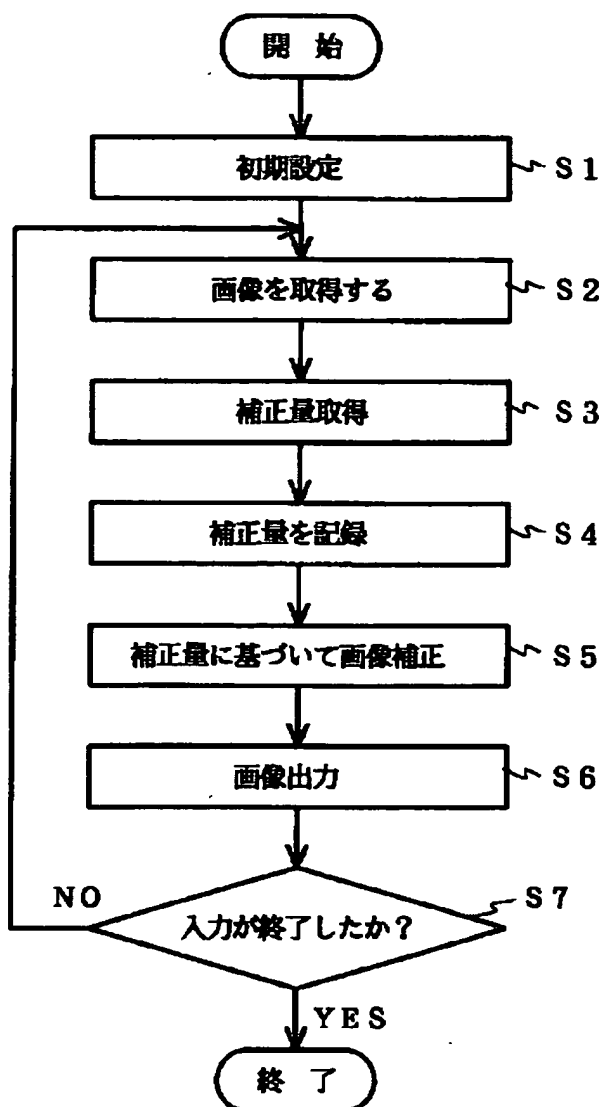 開 始
初期設定 S1
画像を取得する S2
補正量取得 S3
補正量を記録 S4
補正量に基づいて画像補正 S5
画像出力 S6
入力が終了したか? S7
NO
YES
終 了